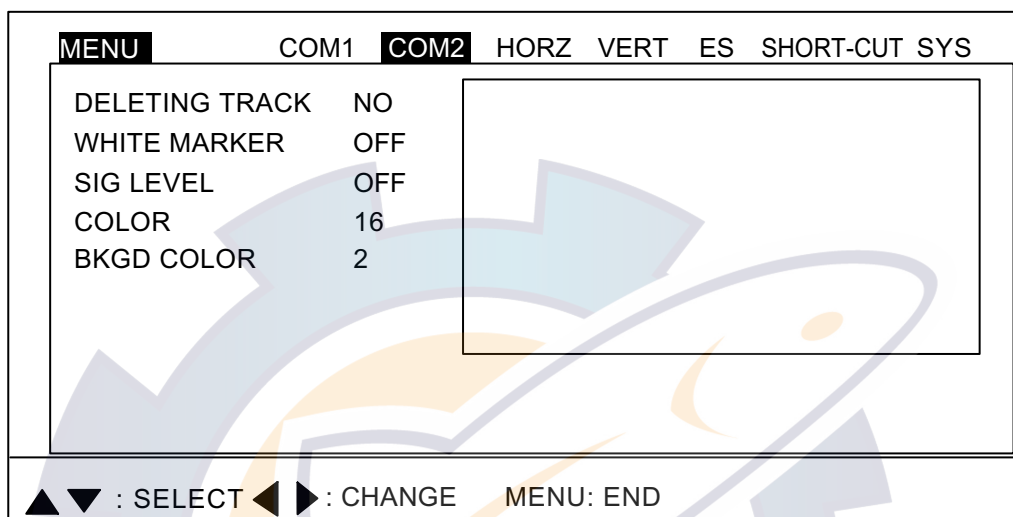 MENU COM1 COM2 HORZ VERT ES SHORT-CUT SYS
DELETING TRACK NO
WHITE MARKER OFF
SIG LEVEL OFF
COLOR 16
BKGD COLOR 2
▲ ▼ : SELECT ◀ ▶ : CHANGE MENU: END